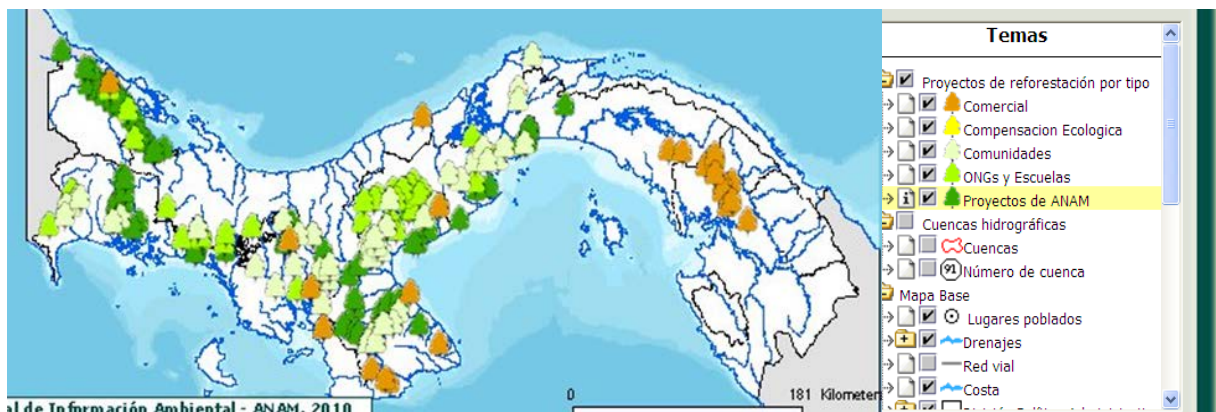 Temas
Proyectos de reforestación por tipo
Comercial
Compensacion Ecologica
Comunidades
ONGs y Escuelas
Proyectos de ANAM
Cuencas hidrográficas
Cuencas
91 Número de cuenca
Mapa Base
Lugares poblados
Drenajes
Red vial
Costa
0 181 Kilometer
al de Información Ambiental - ANAM, 2010